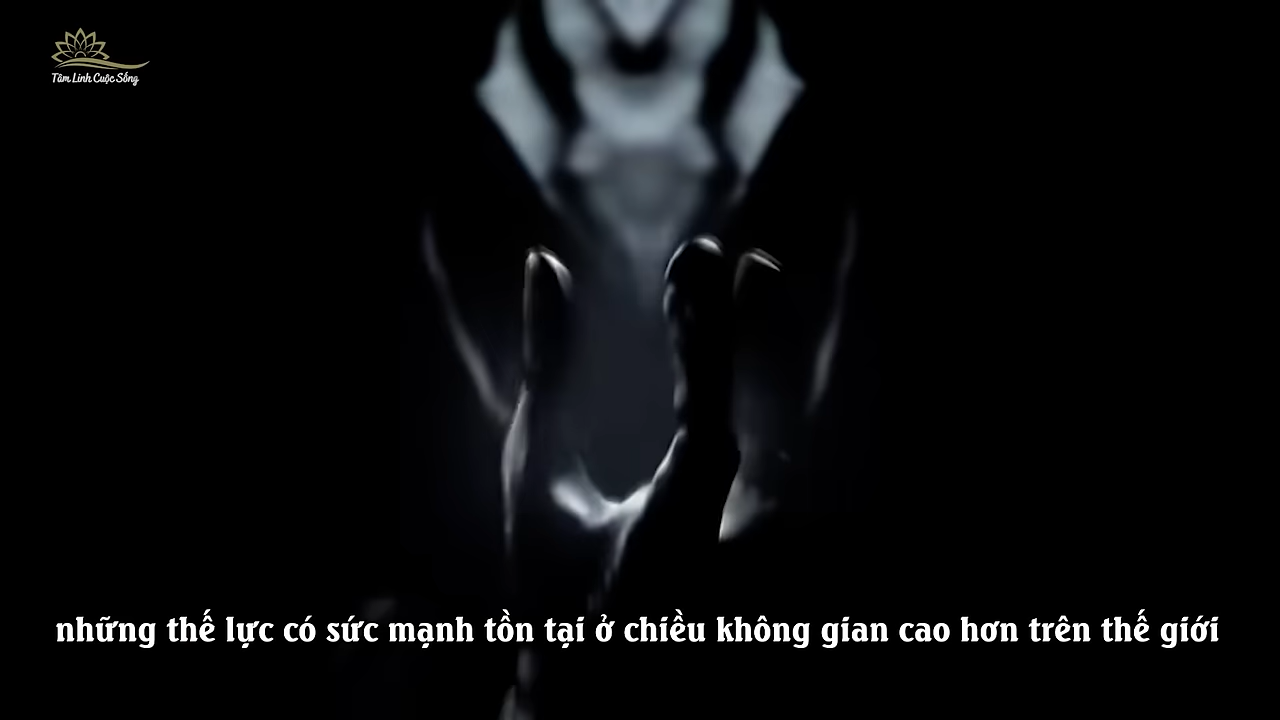 Tâm Linh Cuộc Sống
những thế lực có sức mạnh tồn tại ở chiều không gian cao hơn trên thế giới